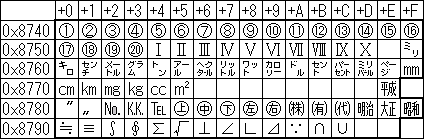 +0 +1 +2 +3 +4 +5 +6 +7 +8 +9 +A +B +C +D +E +F
0x8740 ① ② ③ ④ ⑤ ⑥ ⑦ ⑧ ⑨ ⑩ ⑪ ⑫ ⑬ ⑭ ⑮ ⑯
0x8750 ⑰ ⑱ ⑲ ⑳ Ⅰ Ⅱ Ⅲ Ⅳ Ⅴ Ⅵ Ⅶ Ⅷ Ⅸ Ⅹ ㍉
0x8760 ㌔ ㌢ ㍍ ㌘ ㌧ ㌃ ㌶ ㍑ ㍗ ㌍ ㌦ ㌣ ㌫ ㍊ ㌻ ㎜
0x8770 ㎝ ㎞ ㎎ ㎏ ㏄ ㎡ ㍻
0x8780 〝 〟 № ㏍ ℡ ㊤ ㊥ ㊦ ㊧ ㊨ ㈱ ㈲ ㈹ ㍾ ㍽ ㍼
0x8790 ≒ ≡ ∫ ∮ ∑ √ ⊥ ∠ ∟ ⊿ ∵ ∩ ∪